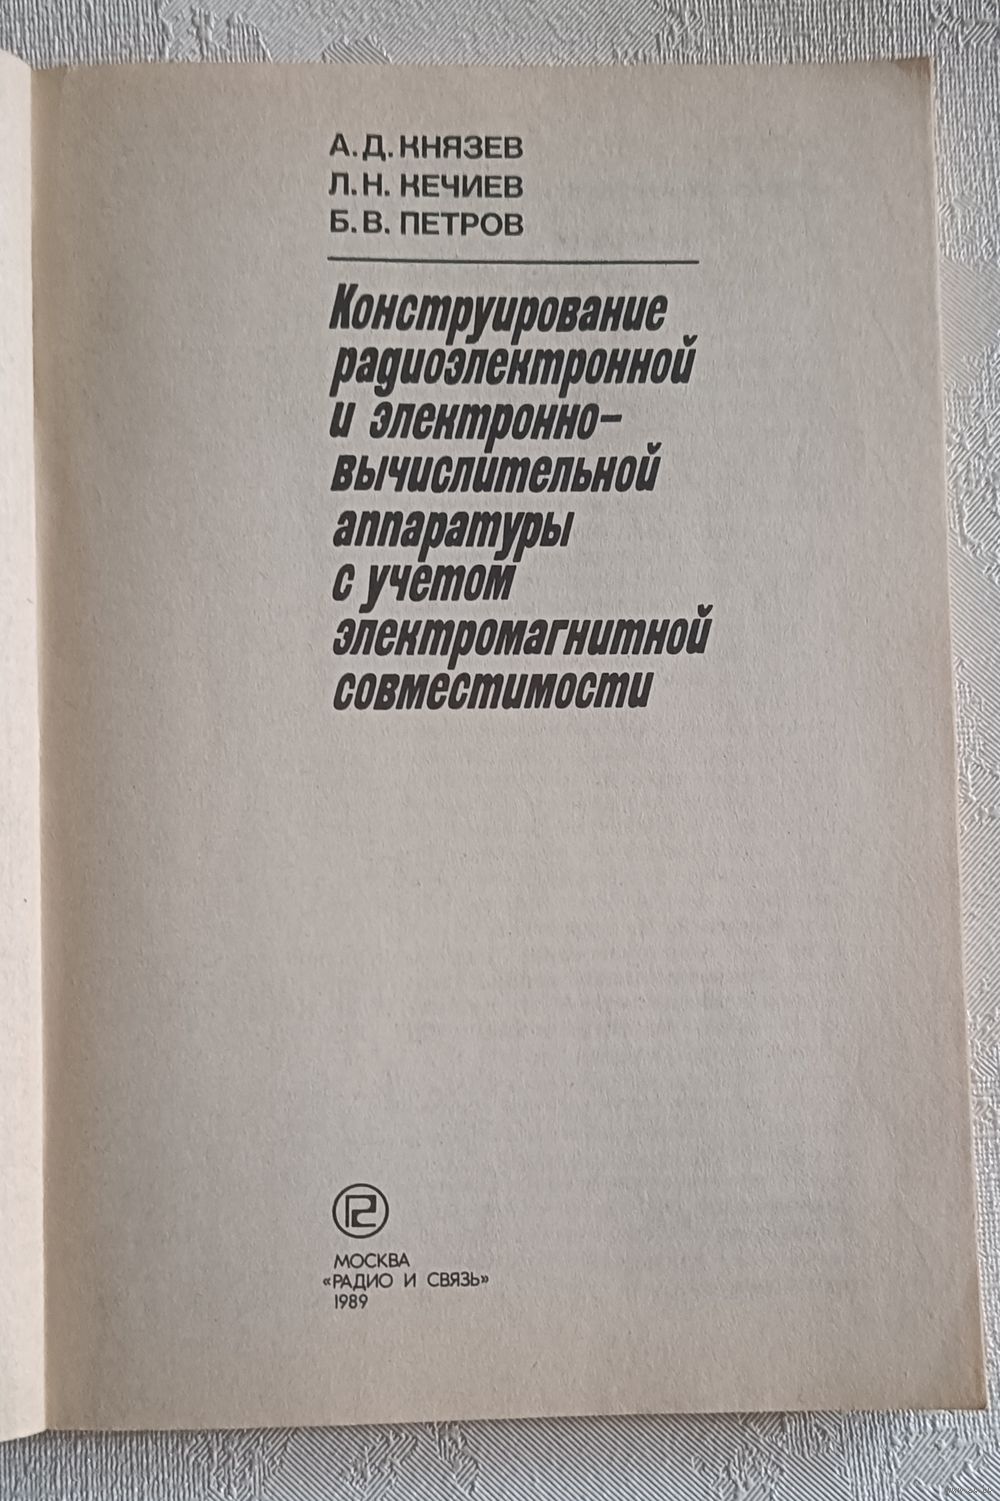 А. Д. КНЯЗЕВ
Л. Н. КЕЧИЕВ
Б. В. ПЕТРОВ
Конструирование
радиоэлектронной
и электронно-
вычислительной
аппаратуры
с учетом
электромагнитной
совместимости
МОСКВА
«РАДИО И СВЯЗЬ»
1989